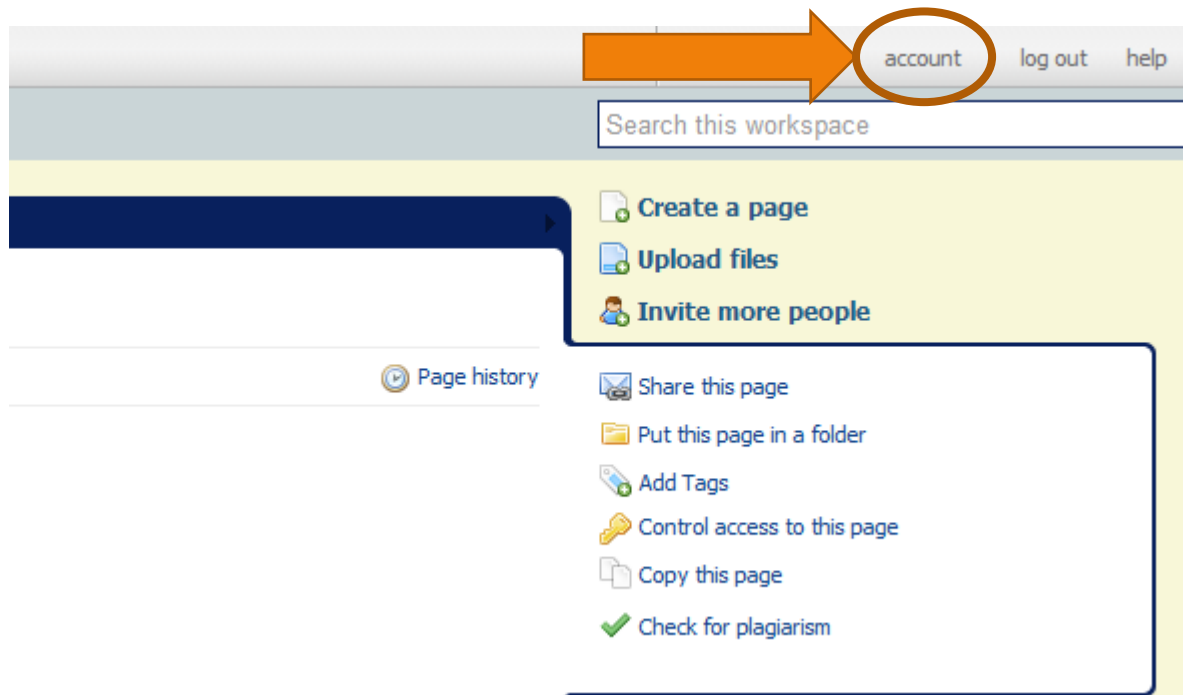 account log out help
Search this workspace
Create a page
Upload files
Invite more people
Page history
Share this page
Put this page in a folder
Add Tags
Control access to this page
Copy this page
Check for plagiarism